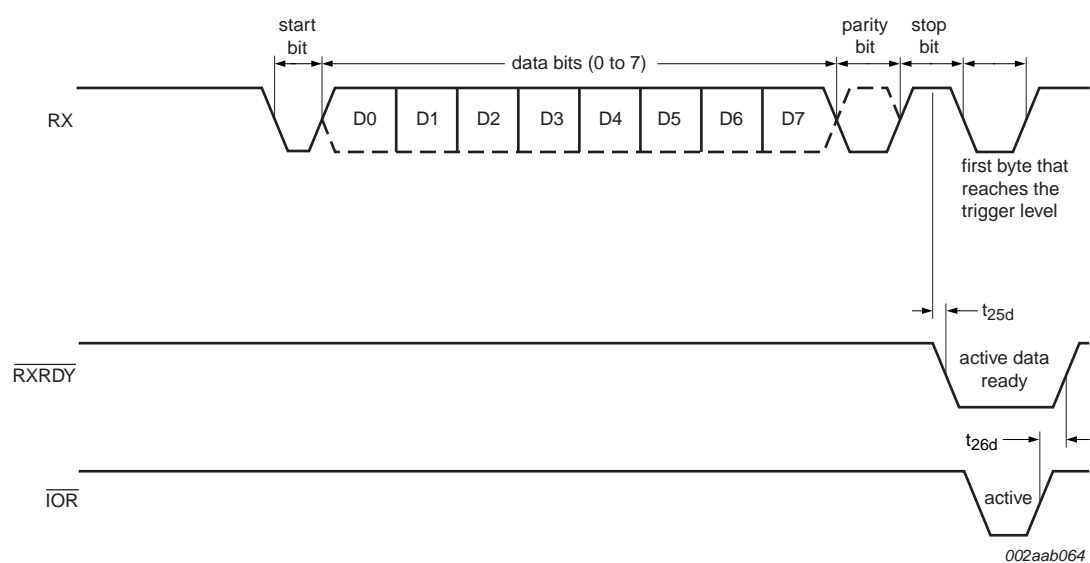 start
bit
data bits (0 to 7)
parity
bit
stop
bit
RX
D0
D1
D2
D3
D4
D5
D6
D7
first byte that
reaches the
trigger level
t25d
RXRDY
active data
ready
t26d
IOR
active
002aab064